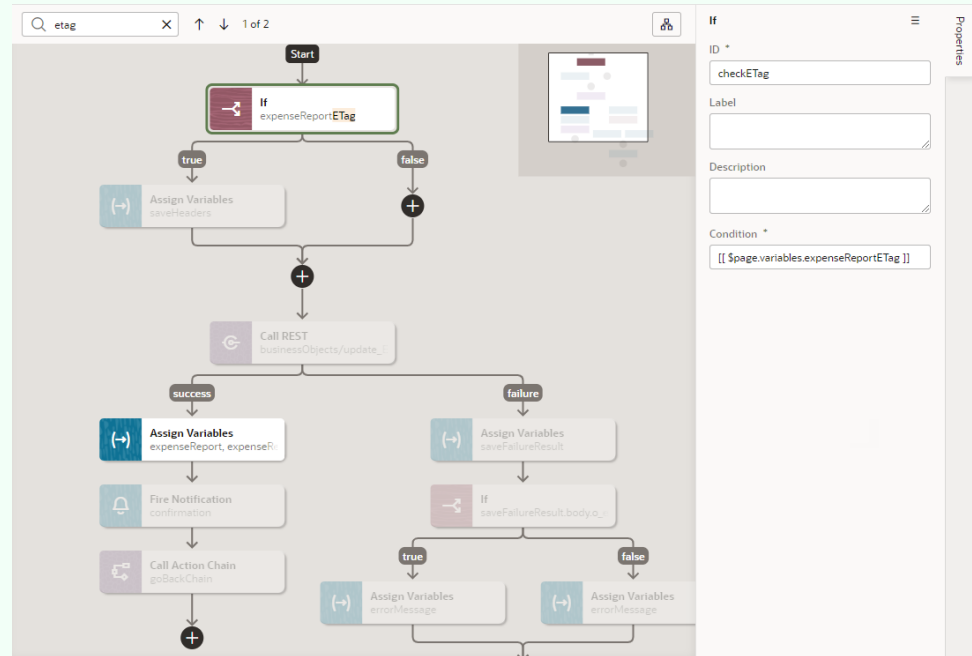 etag
1 of 2
Start
If
expenseReportETag
true
false
Assign Variables
saveHeaders
Call REST
businessObjects/update_
success
failure
Assign Variables
expenseReport,
Assign Variables
saveFailureResult
Fire Notification
confirmation
If
saveFailureResult.body.o_
Call Action Chain
goBackChain
true
false
Assign Variables
errorMessage
Assign Variables
errorMessage
If
ID *
checkETag
Label
Description
Condition *
[[ $page.variables.expenseReportETag ]]
Properties